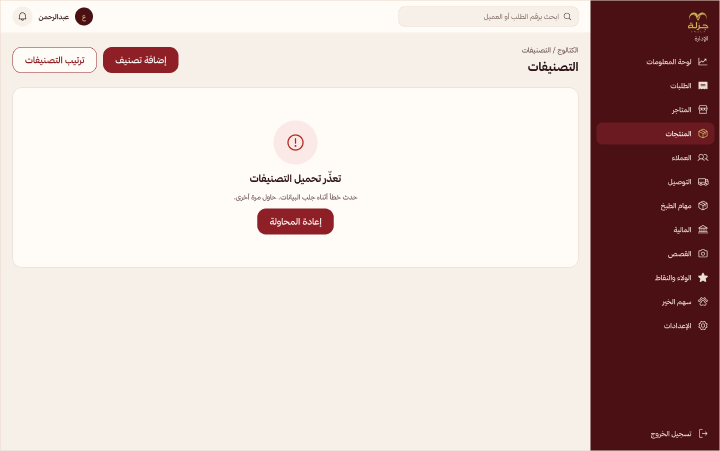 جزلة
الإدارة
لوحة المعلومات
الطلبات
المتاجر
المنتجات
العملاء
التوصيل
مهام الطبخ
المالية
القصص
الولاء والنقاط
سهم الخير
الإعدادات
تسجيل الخروج
ابحث برقم الطلب أو العميل
ع
عبدالرحمن
الكتالوج / التصنيفات
التصنيفات
إضافة تصنيف
ترتيب التصنيفات
تعذّر تحميل التصنيفات
حدث خطأ أثناء جلب البيانات. حاول مرة أخرى.
إعادة المحاولة